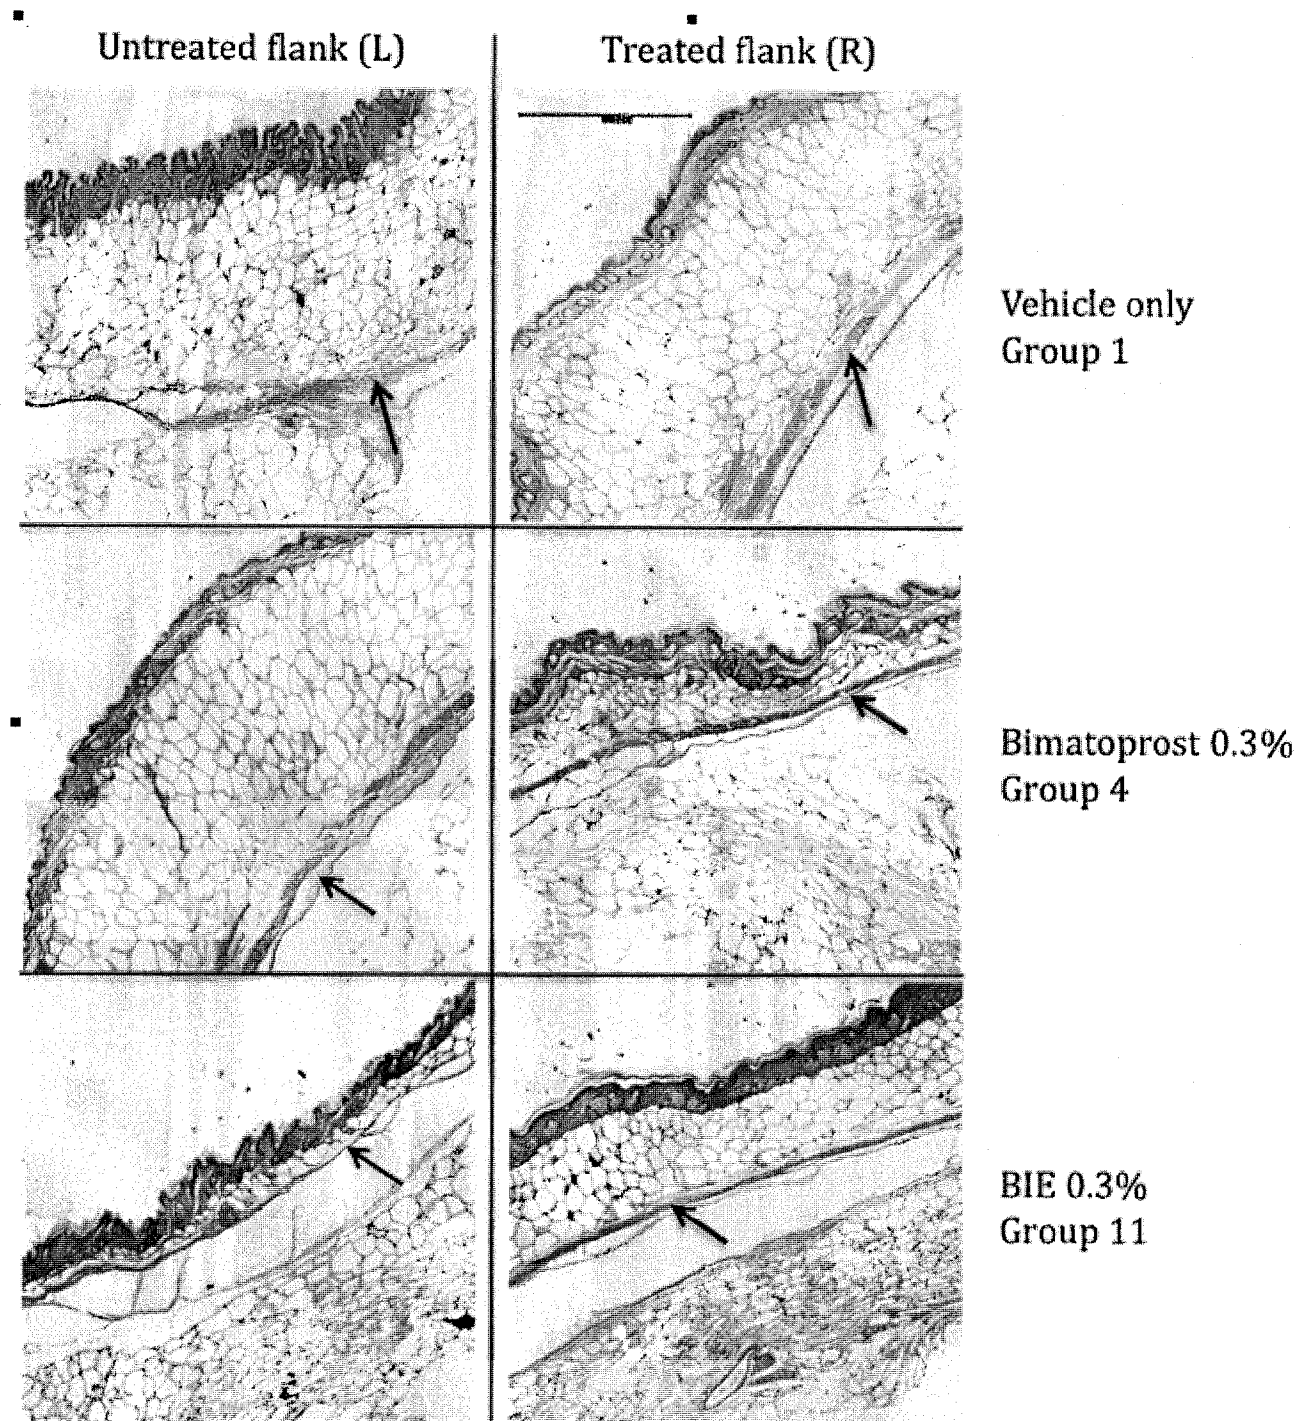 Untreated flank (L)
Treated flank (R)
Vehicle only
Group 1
Bimatoprost 0.3%
Group 4
BIE 0.3%
Group 11